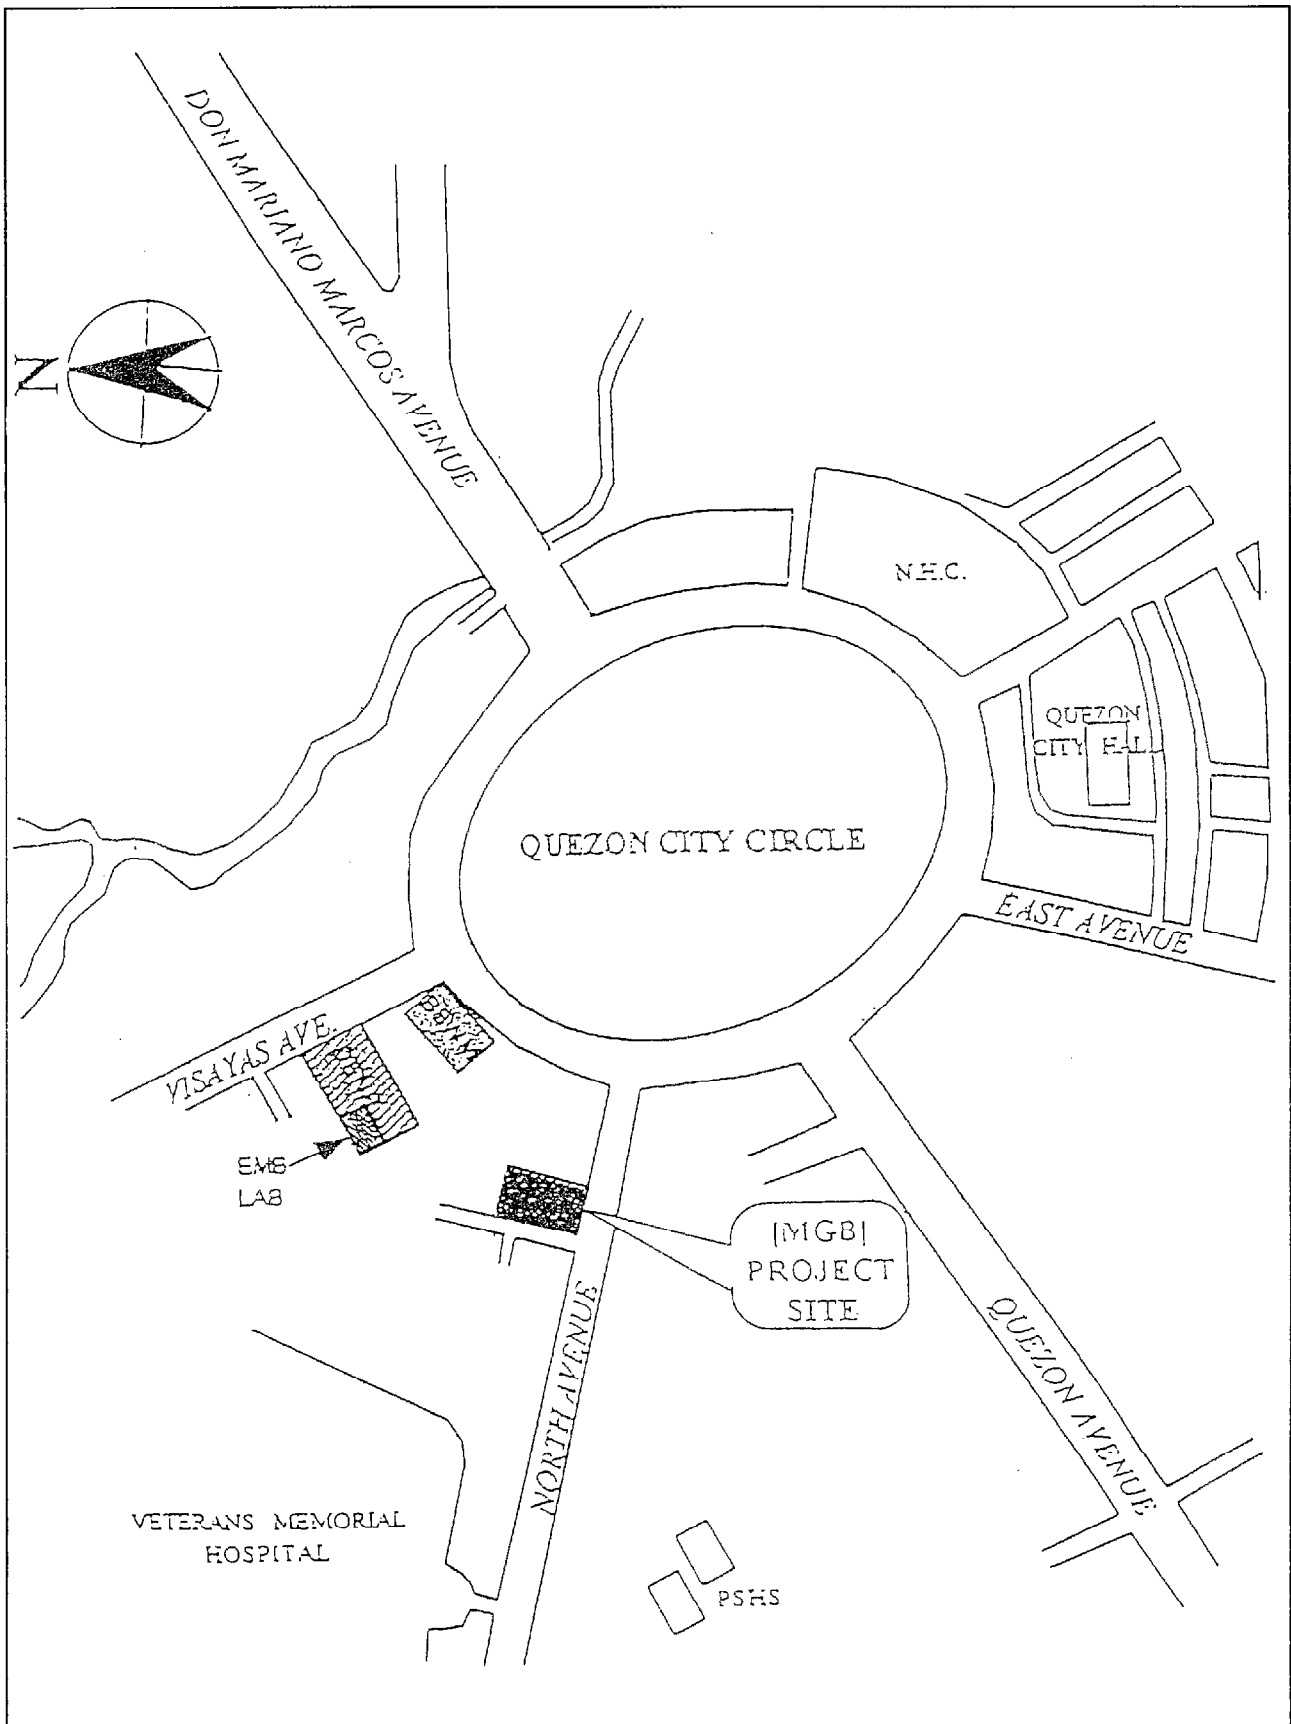 DON MARIANO MARCOS AVENUE
N
N.H.C.
QUEZON
CITY HALL
QUEZON CITY CIRCLE
EAST AVENUE
VISAYAS AVE.
EMB
LAB
[MGB]
PROJECT
SITE
NORTH AVENUE
QUEZON AVENUE
VETERANS MEMORIAL
HOSPITAL
PSHS